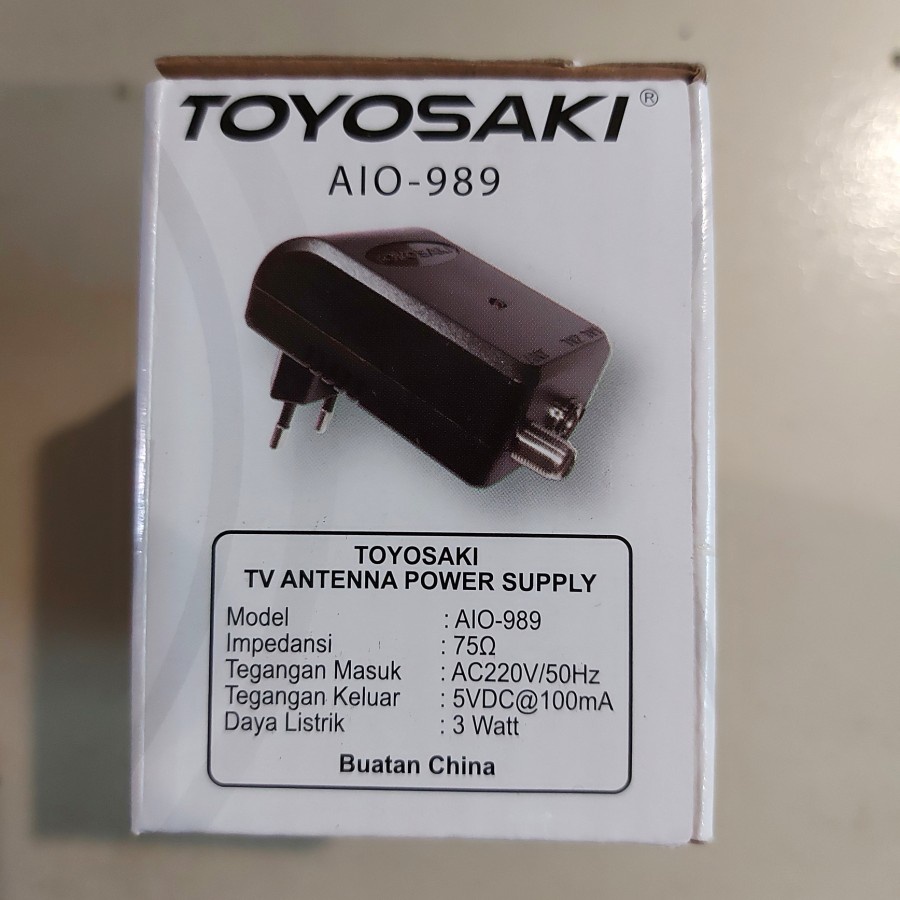 TOYOSAKI®
AIO-989
TOYOSAKI
TOYOSAKI
TV ANTENNA POWER SUPPLY
Model : AIO-989
Impedansi : 75Ω
Tegangan Masuk : AC220V/50Hz
Tegangan Keluar : 5VDC@100mA
Daya Listrik : 3 Watt
Buatan China